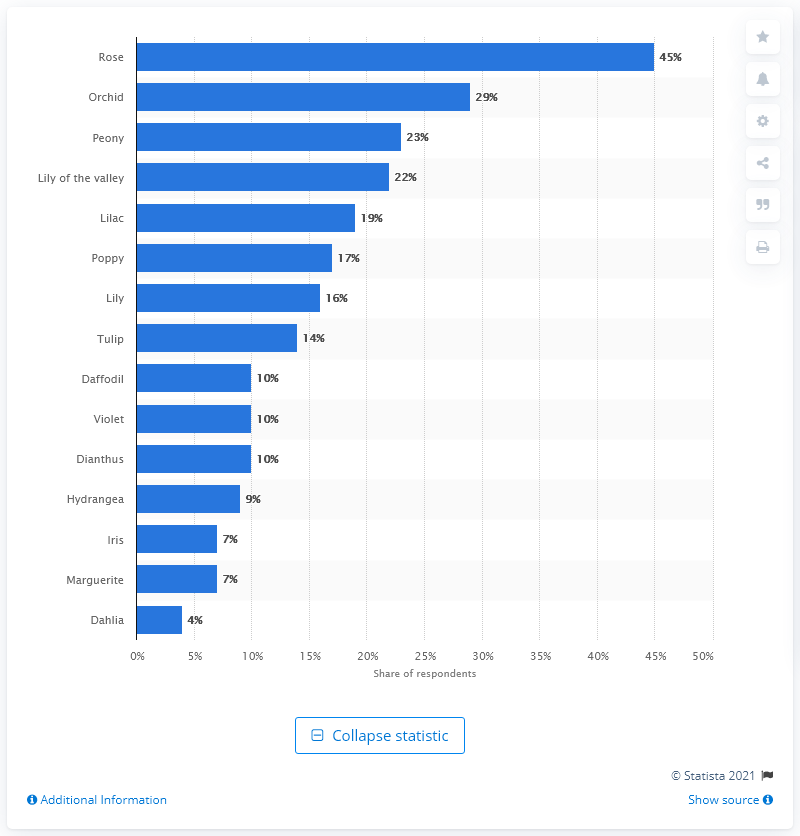 Rose 45%
Orchid 29%
Peony 23%
Lily of the valley 22%
Lilac 19%
Poppy 17%
Lily 16%
Tulip 14%
Daffodil 10%
Violet 10%
Dianthus 10%
Hydrangea 9%
Iris 7%
Marguerite 7%
Dahlia 4%
0% 5% 10% 15% 20% 25% 30% 35% 40% 45% 50%
Share of respondents
Collapse statistic
© Statista 2021
Additional Information Show source